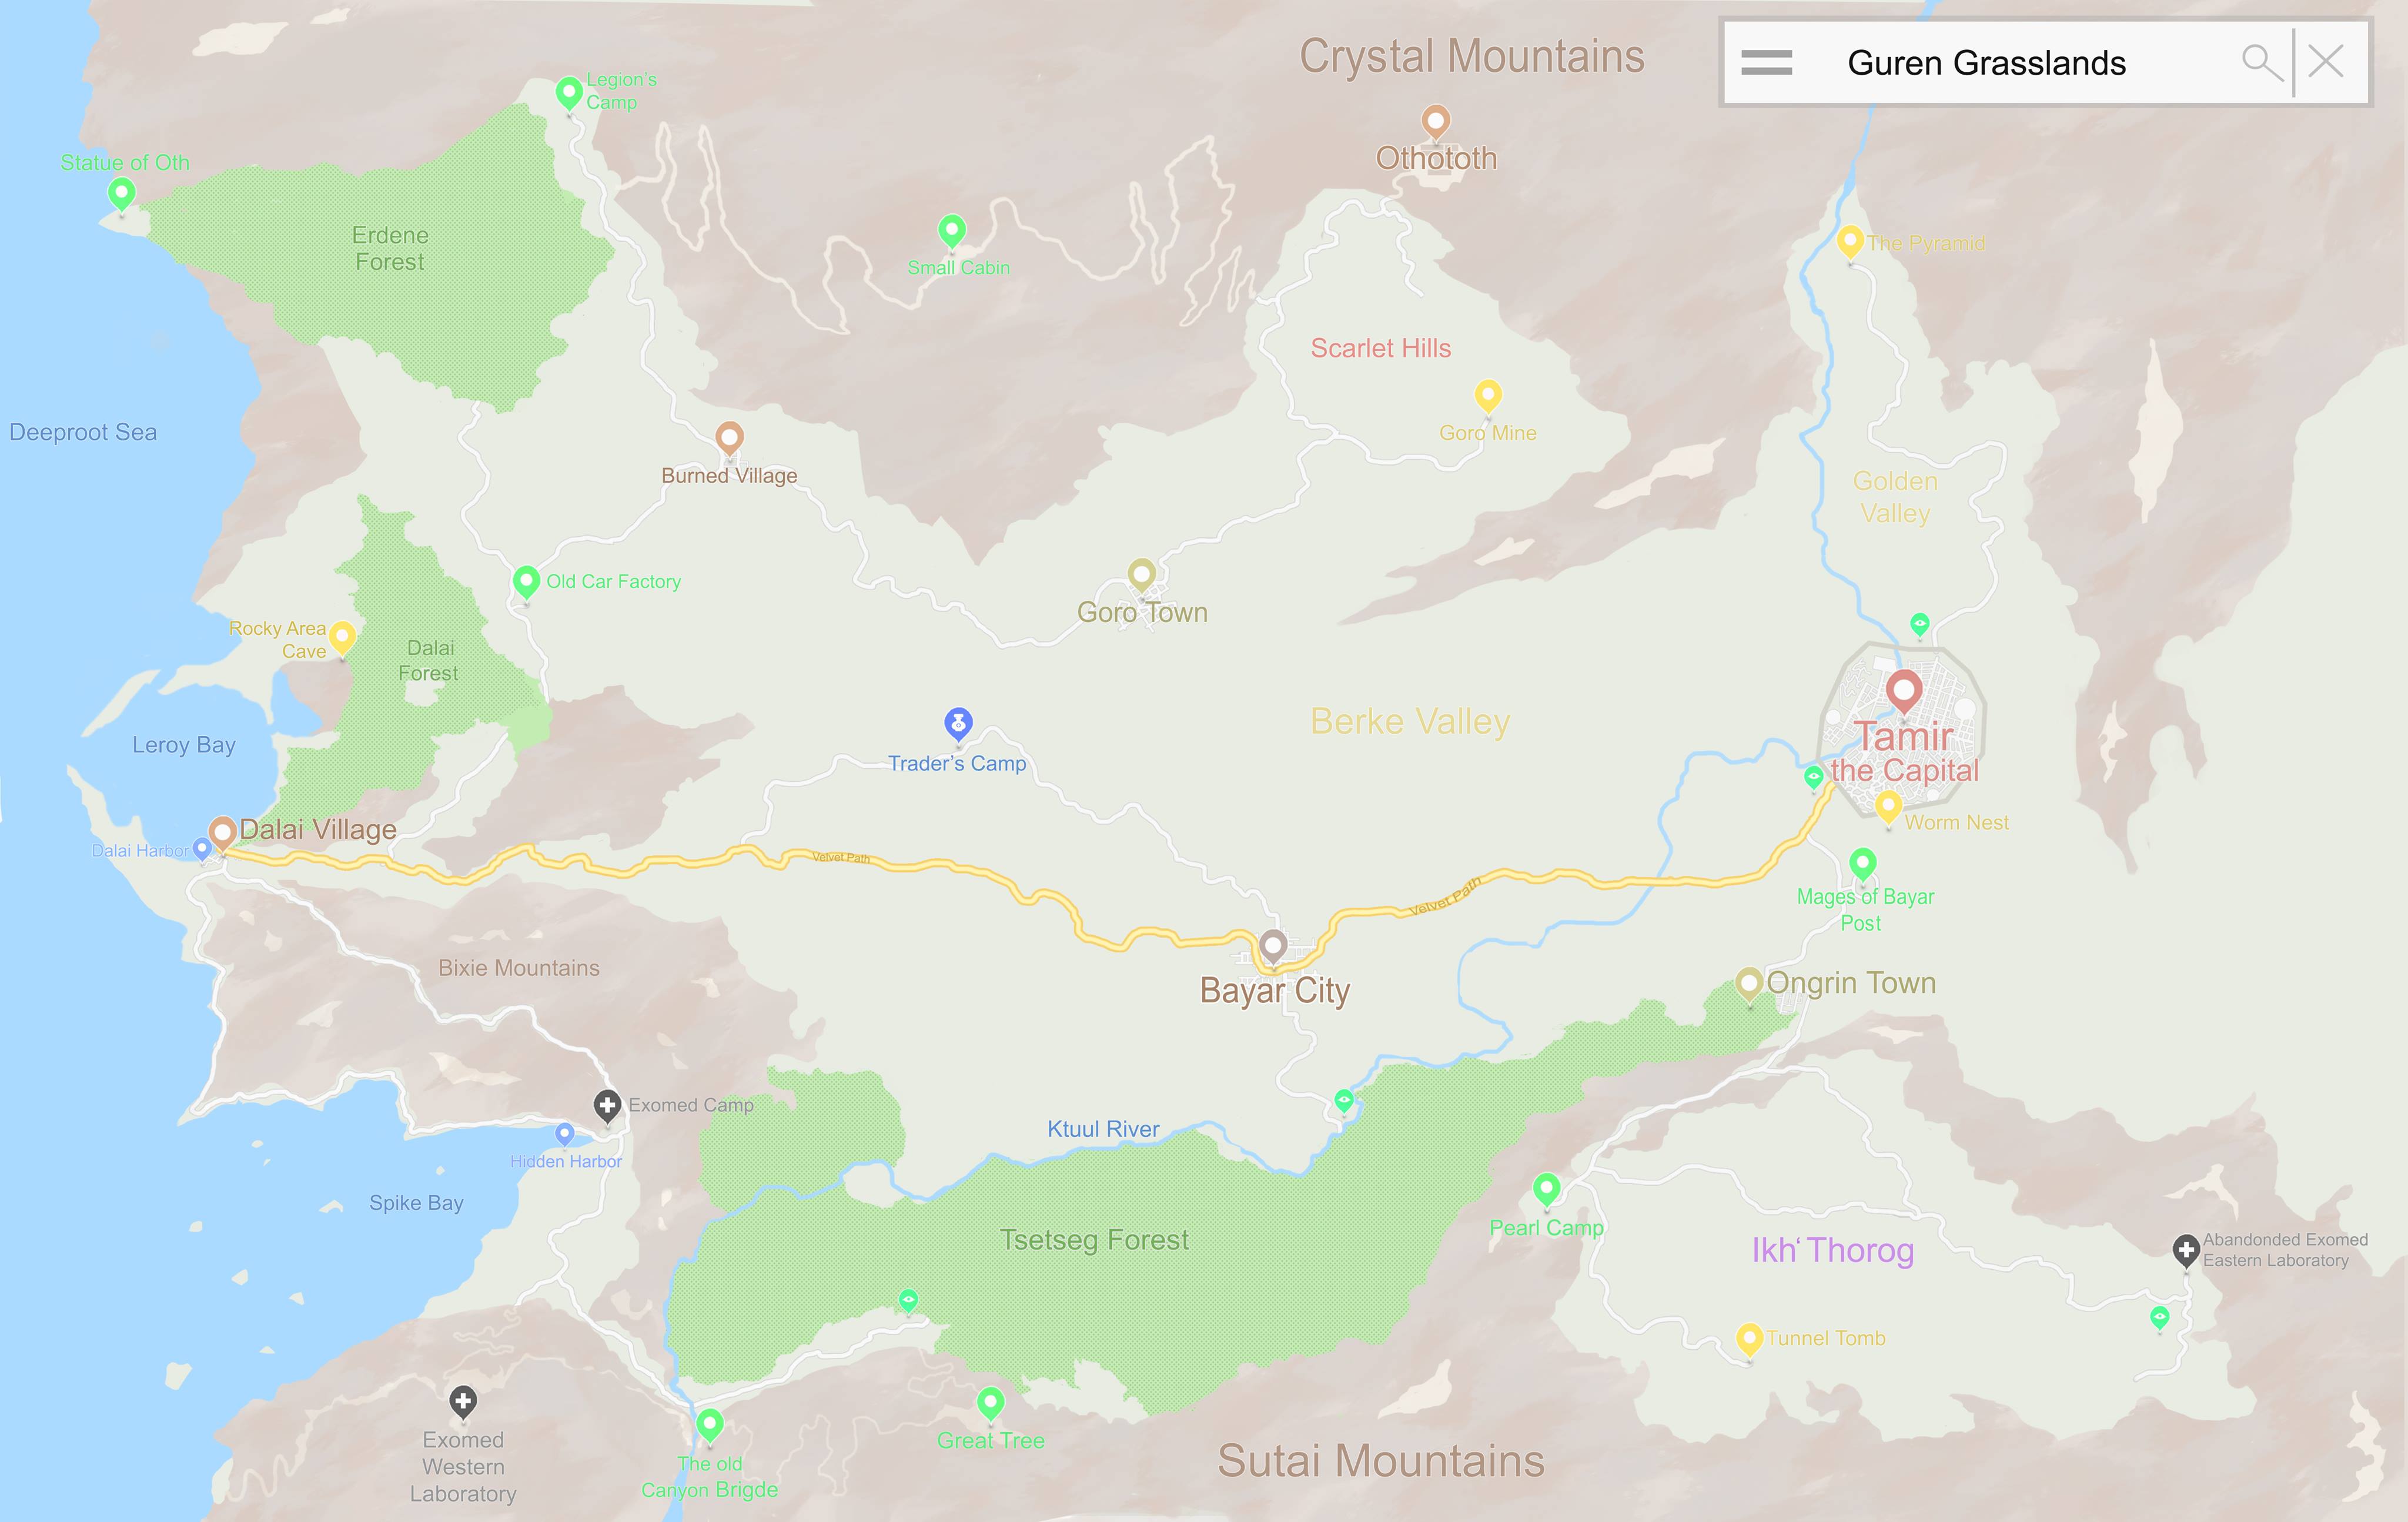 Crystal Mountains
Guren Grasslands
Legion's
Camp
Othototh
Statue of Oth
Erdene
Forest
Small Cabin
The Pyramid
Scarlet Hills
Deeproot Sea
Goro Mine
Burned Village
Golden
Valley
Old Car Factory
Goro Town
Rocky Area
Cave
Dalai
Forest
Leroy Bay
Trader's Camp
Berke Valley
Tamir
the Capital
Dalai Village
Dalai Harbor
Velvet Path
Worm Nest
Velvet Path
Mages of Bayar
Post
Bixie Mountains
Bayar City
Ongrin Town
Exomed Camp
Hidden Harbor
Ktuul River
Spike Bay
Tsetseg Forest
Pearl Camp
Ikh' Thorog
Abandonded Exomed
Eastern Laboratory
Tunnel Tomb
Exomed
Western
Laboratory
The old
Canyon Brigde
Great Tree
Sutai Mountains